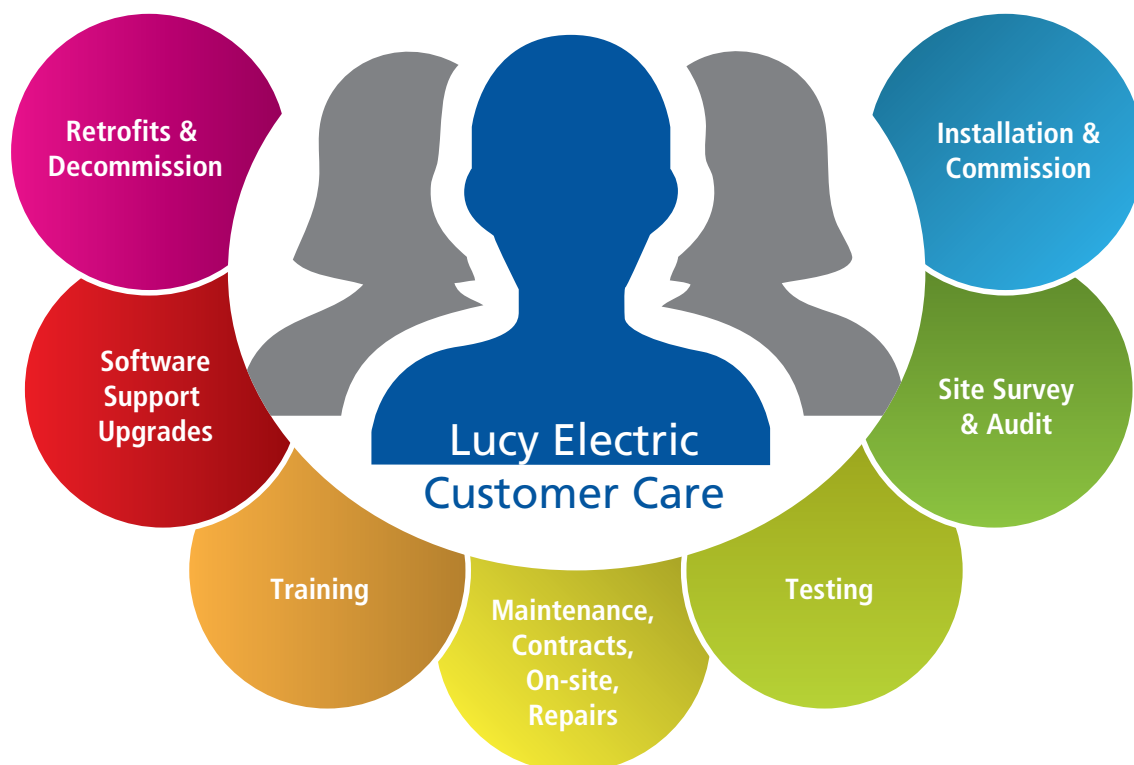 Retrofits &
Decommission
Installation &
Commission
Software
Support
Upgrades
Site Survey
& Audit
Lucy Electric
Customer Care
Training
Maintenance,
Contracts,
On-site,
Repairs
Testing